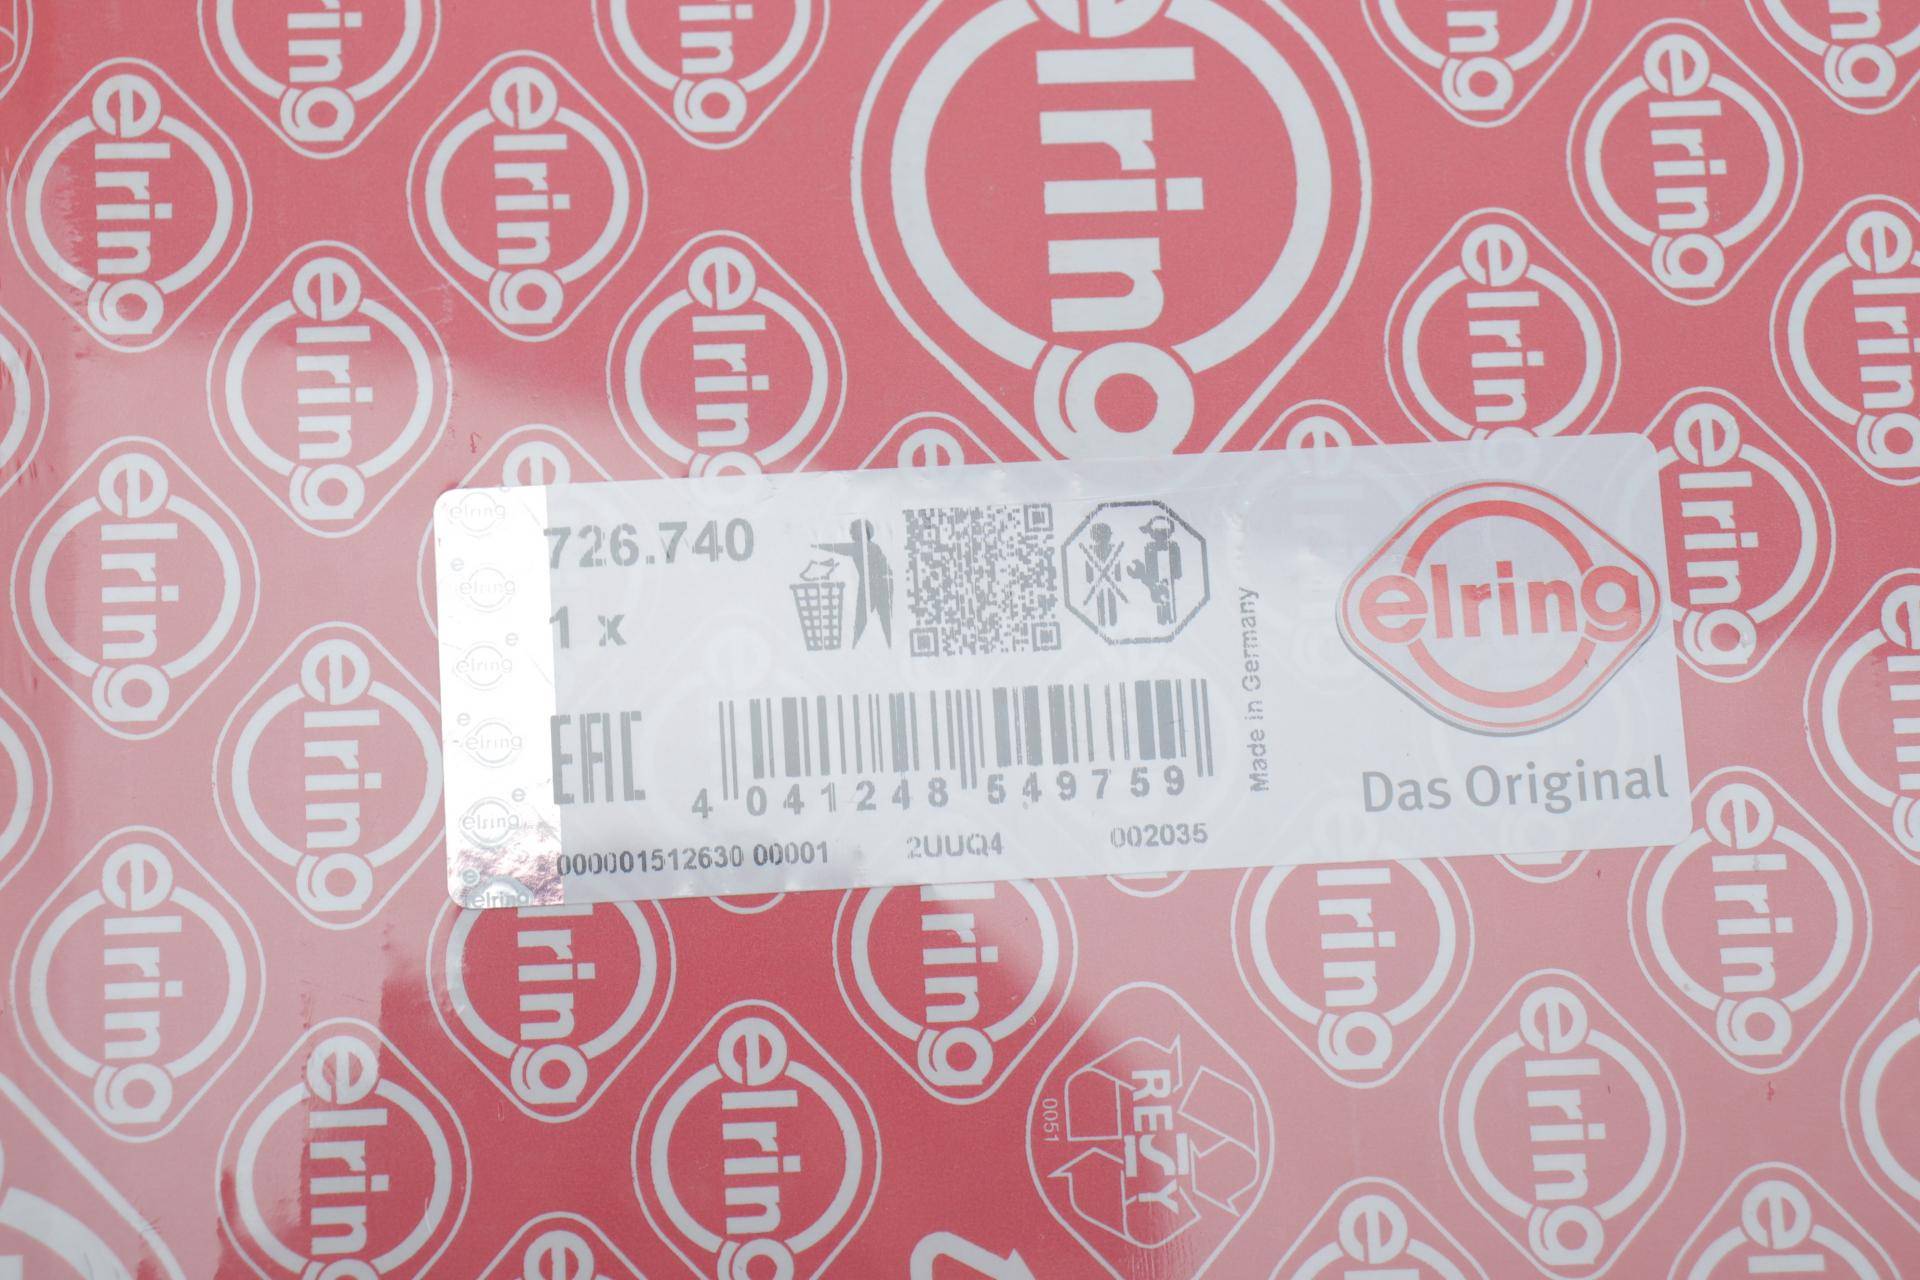 elring
726.740
1 x
EAC
4 041248 549759
000001512630 00001 2UUQ4 002035
Made in Germany
elring
Das Original
RESY
0051